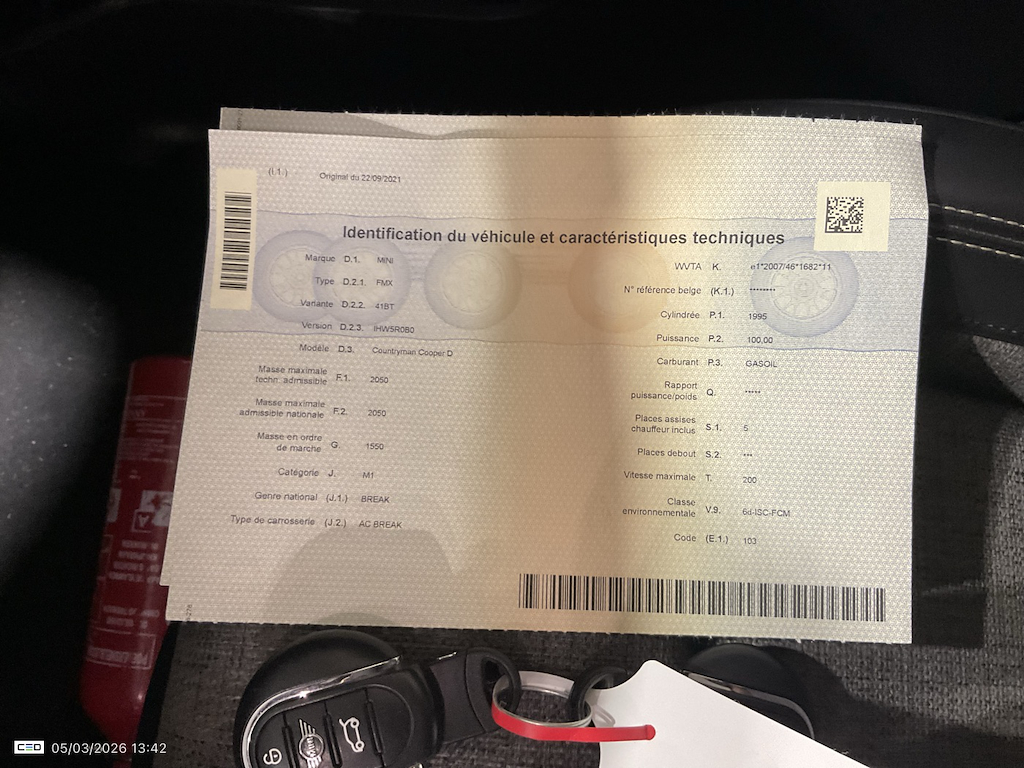 (I.1.) Original du 22/09/2021
Identification du véhicule et caractéristiques techniques
Marque D.1. MINI
Type D.2.1. FMX
Variante D.2.2. 41BT
Version D.2.3. IHW5R0B0
Modèle D.3. Countryman Cooper D
Masse maximale
techn. admissible F.1. 2050
Masse maximale
admissible nationale F.2. 2050
Masse en ordre
de marche G. 1550
Catégorie J. M1
Genre national (J.1.) BREAK
Type de carrosserie (J.2.) AC BREAK
WVTA K. e1*2007/46*1682*11
N° référence belge (K.1.) ********
Cylindrée P.1. 1995
Puissance P.2. 100.00
Carburant P.3. GASOIL
Rapport
puissance/poids Q. *****
Places assises
chauffeur inclus S.1. 5
Places debout S.2. ***
Vitesse maximale T. 200
Classe
environnementale V.9. 6d-ISC-FCM
Code (E.1.) 103
MINI
CEO 05/03/2026 13:42